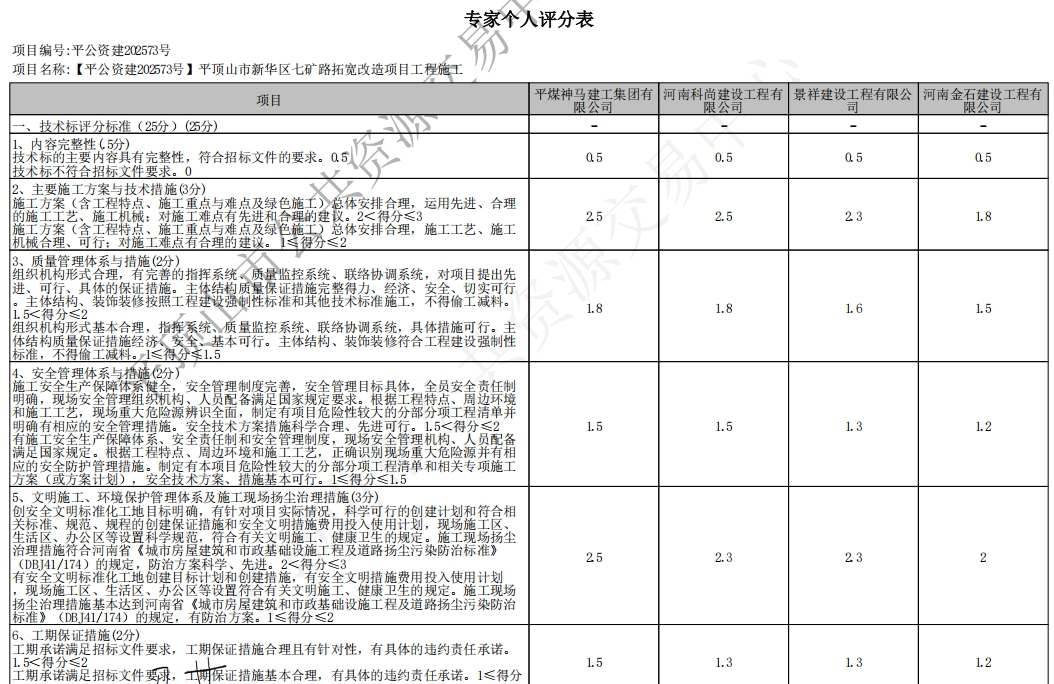 专家个人评分表
项目编号:平公资建202573号
项目名称:【平公资建202573号】平顶山市新华区七矿路拓宽改造项目工程施工
项目 平煤神马建工集团有限公司 河南科尚建设工程有限公司 景祥建设工程有限公司 河南金石建设工程有限公司
一、技术标评分标准（25分）(25分) - - - -
1、内容完整性(.5分)
技术标的主要内容具有完整性，符合招标文件的要求。0.5
技术标不符合招标文件要求。0
0.5 0.5 0.5 0.5
2、主要施工方案与技术措施(3分)
施工方案（含工程特点、施工重点与难点及绿色施工）总体安排合理，运用先进、合理
的施工工艺、施工机械；对施工难点有先进和合理的建议。2<得分≤3
施工方案（含工程特点、施工重点与难点及绿色施工）总体安排合理，施工工艺、施工
机械合理、可行；对施工难点有合理的建议。1≤得分≤2
2.5 2.5 2.3 1.8
3、质量管理体系与措施(2分)
组织机构形式合理，有完善的指挥系统、质量监控系统、联络协调系统，对项目提出先
进、可行、具体的保证措施。主体结构质量保证措施完整得力、经济、安全、切实可行
。主体结构、装饰装修按照工程建设强制性标准和其他技术标准施工，不得偷工减料。
1.5<得分≤2
组织机构形式基本合理，指挥系统、质量监控系统、联络协调系统，具体措施可行。主
体结构质量保证措施经济、安全、基本可行。主体结构、装饰装修符合工程建设强制性
标准，不得偷工减料。1≤得分≤1.5
1.8 1.8 1.6 1.5
4、安全管理体系与措施(2分)
施工安全生产保障体系健全，安全管理制度完善，安全管理目标具体，全员安全责任制
明确，现场安全管理组织机构、人员配备满足国家规定要求。根据工程特点、周边环境
和施工工艺，现场重大危险源辨识全面，制定有项目危险性较大的分部分项工程清单并
明确有相应的安全管理措施。安全技术方案措施科学合理、先进可行。1.5<得分≤2
有施工安全生产保障体系、安全责任制和安全管理制度，现场安全管理机构、人员配备
满足国家规定。根据工程特点、周边环境和施工工艺，正确识别现场重大危险源并有相
应的安全防护管理措施。制定有本项目危险性较大的分部分项工程清单和相关专项施工
方案（或方案计划），安全技术方案、措施基本可行。1≤得分≤1.5
1.5 1.5 1.3 1.2
5、文明施工、环境保护管理体系及施工现场扬尘治理措施(3分)
创安全文明标准化工地目标明确，有针对项目实际情况，科学可行的创建计划和符合相
关标准、规范、规程的创建保证措施和安全文明措施费用投入使用计划，现场施工区、
生活区、办公区等设置科学规范，符合有关文明施工、健康卫生的规定。施工现场扬尘
治理措施符合河南省《城市房屋建筑和市政基础设施工程及道路扬尘污染防治标准》
（DBJ41/174）的规定，防治方案科学、先进。2<得分≤3
有安全文明标准化工地创建目标计划和创建措施，有安全文明措施费用投入使用计划
，现场施工区、生活区、办公区等设置符合有关文明施工、健康卫生的规定。施工现场
扬尘治理措施基本达到河南省《城市房屋建筑和市政基础设施工程及道路扬尘污染防治
标准》（DBJ41/174）的规定，有防治方案。1≤得分≤2
2.5 2.3 2.3 2
6、工期保证措施(2分)
工期承诺满足招标文件要求，工期保证措施合理且有针对性，有具体的违约责任承诺。
1.5<得分≤2
工期承诺满足招标文件要求，工期保证措施基本合理，有具体的违约责任承诺。1≤得分
1.5 1.3 1.3 1.2
平顶山市公共资源交易中
共资源交易中心